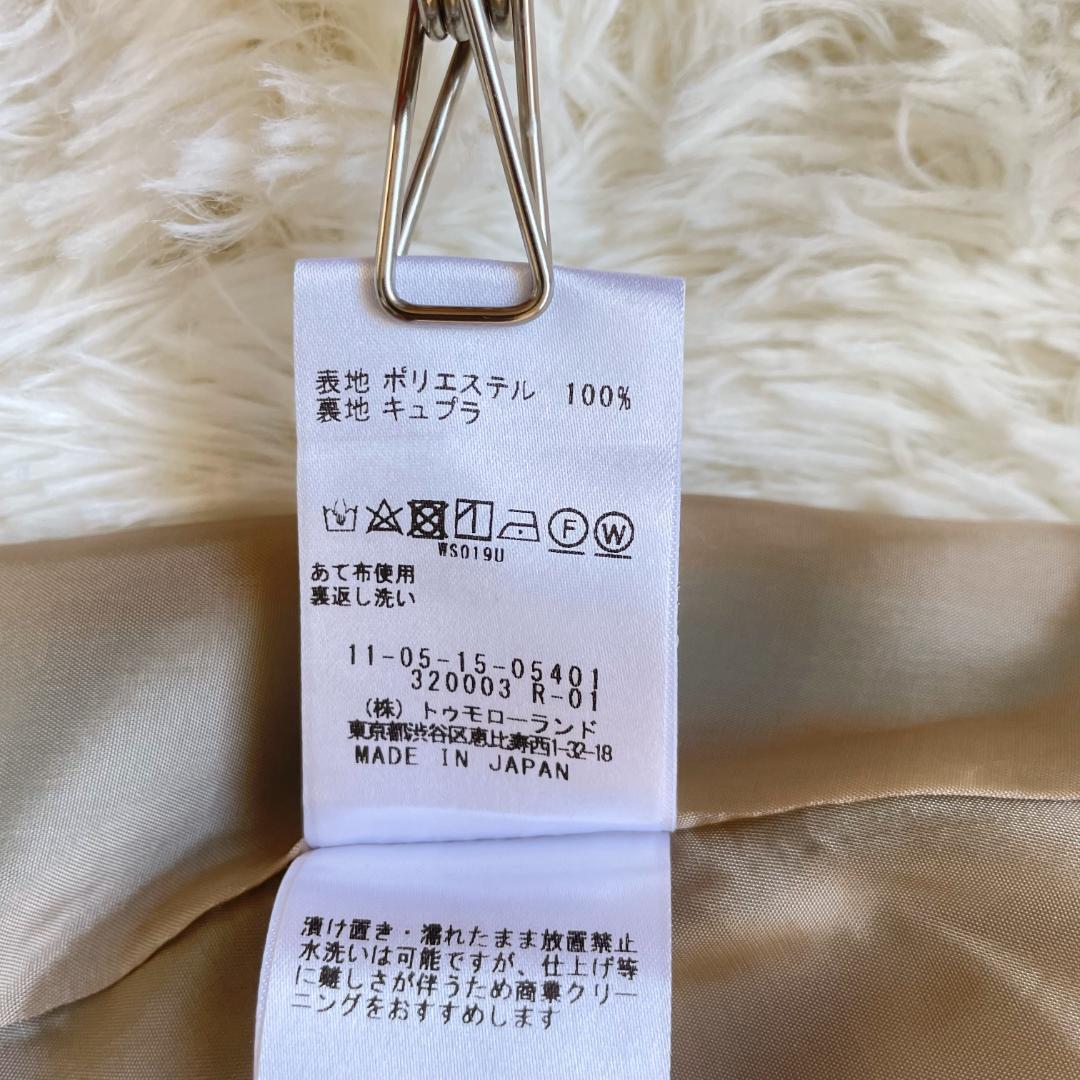 表地 ポリエステル 100%
裏地 キュプラ
F W
WS019U
あて布使用
裏返し洗い
11-05-15-05401
320003 R-01
(株) トゥモローランド
東京都渋谷区恵比寿西1-32-18
MADE IN JAPAN
漬け置き・濡れたまま放置禁止
水洗いは可能ですが、仕上げ等
に難しさが伴うため商業クリー
ニングをおすすめします